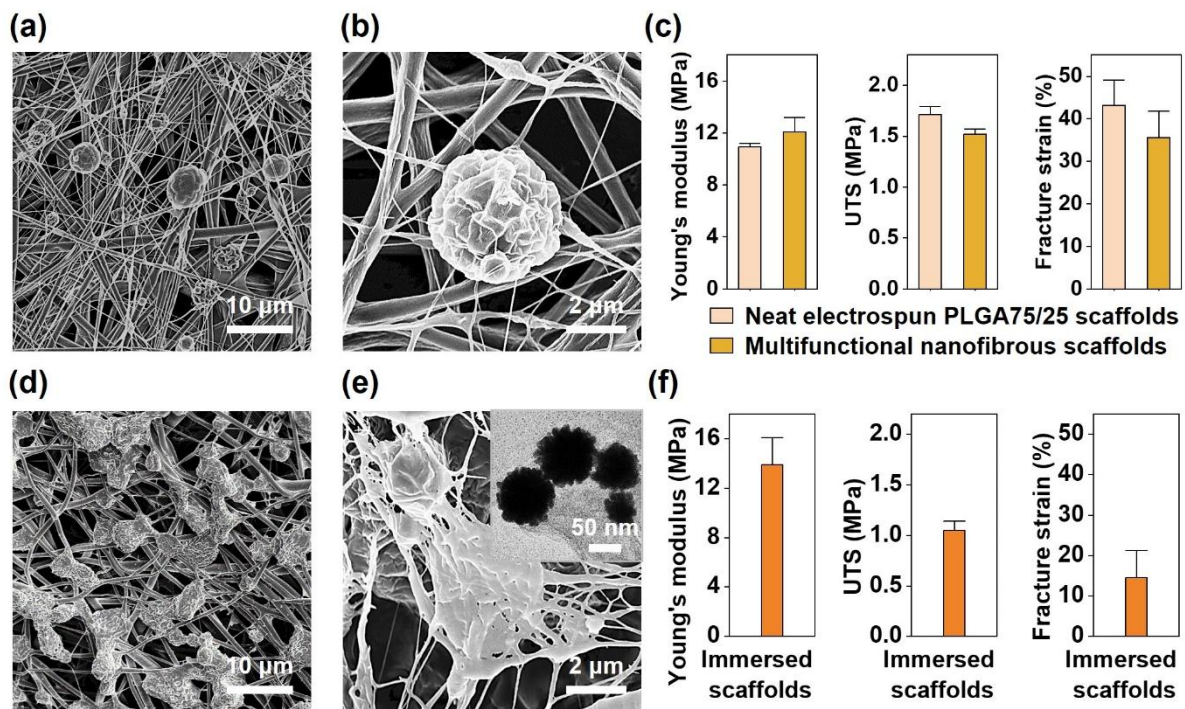 (a)
(b)
(c)
10 µm
2 µm
Young's modulus (MPa)
16
12
8
4
0
UTS (MPa)
2.0
1.5
1.0
0.5
0.0
Fracture strain (%)
50
40
30
20
10
0
Neat electrospun PLGA75/25 scaffolds
Multifunctional nanofibrous scaffolds
(d)
(e)
(f)
10 µm
50 nm
2 µm
Young's modulus (MPa)
16
12
8
4
0
Immersed
scaffolds
UTS (MPa)
2.0
1.5
1.0
0.5
0.0
Immersed
scaffolds
Fracture strain (%)
50
40
30
20
10
0
Immersed
scaffolds